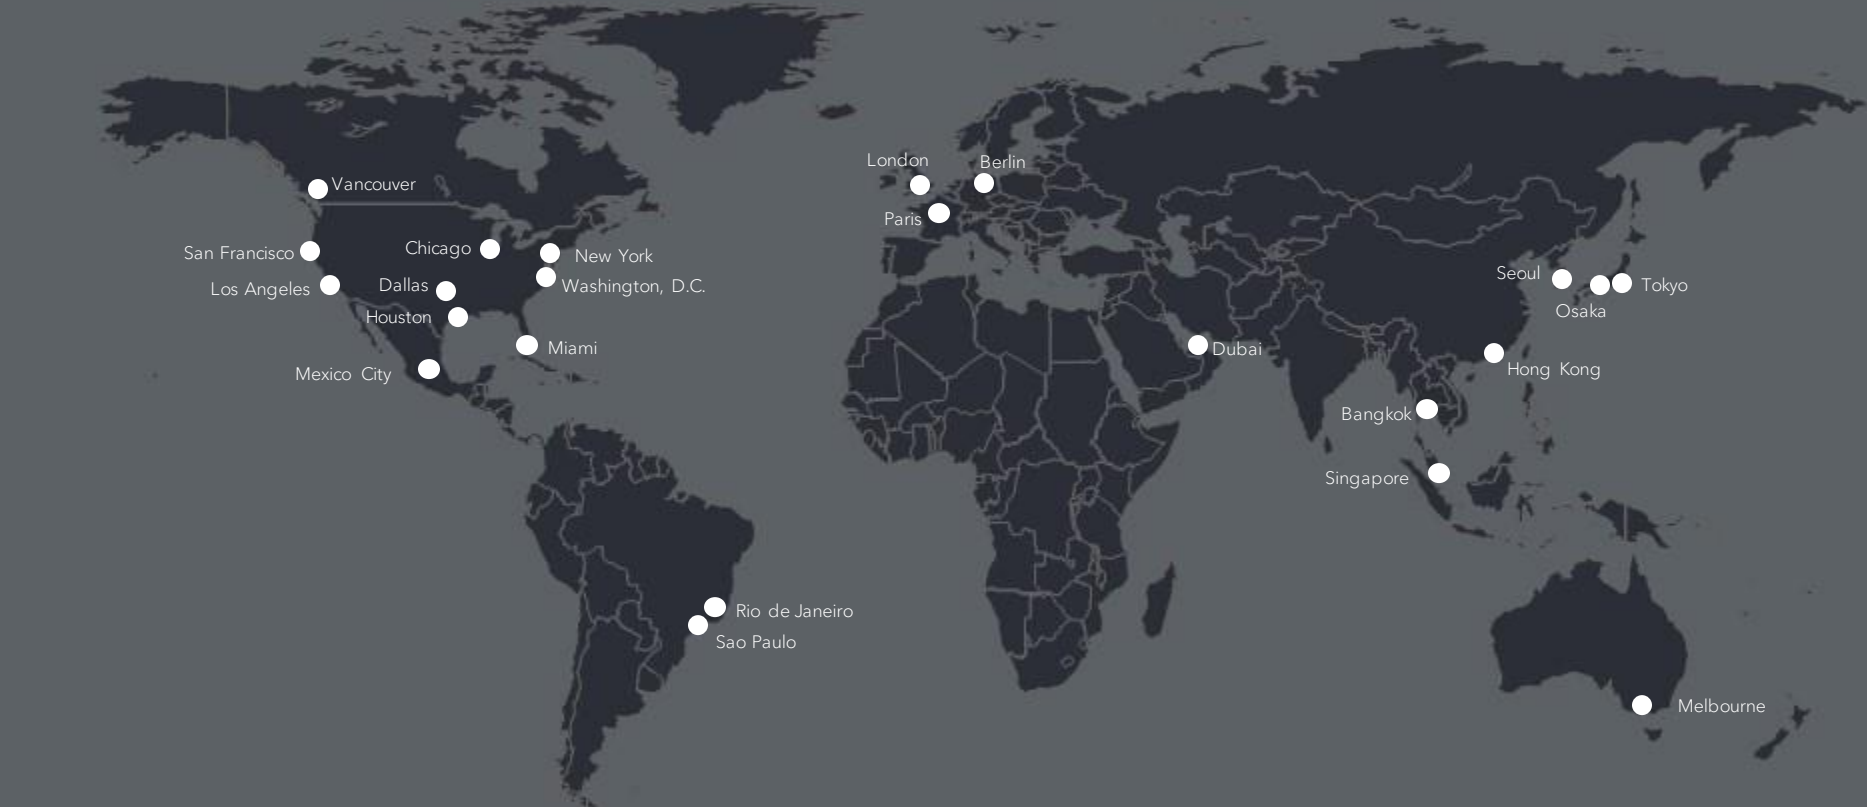 London
Berlin
Vancouver
Paris
San Francisco
Chicago
New York
Los Angeles
Dallas
Washington, D.C.
Seoul
Tokyo
Houston
Osaka
Miami
Dubai
Mexico City
Hong Kong
Bangkok
Singapore
Rio de Janeiro
Sao Paulo
Melbourne